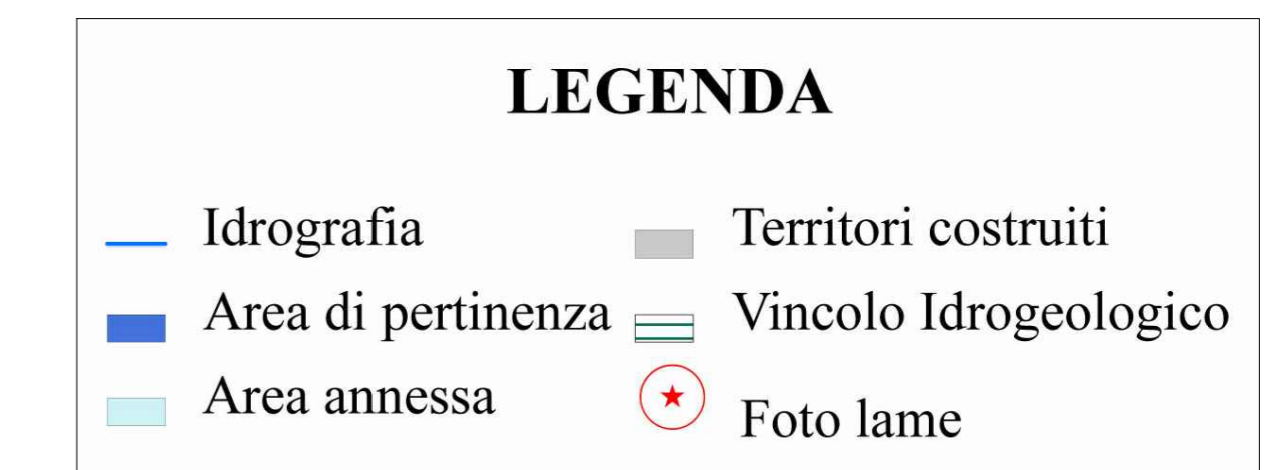 LEGENDA
Idrografia
Area di pertinenza
Area annessa
Territori costruiti
Vincolo Idrogeologico
Foto lame